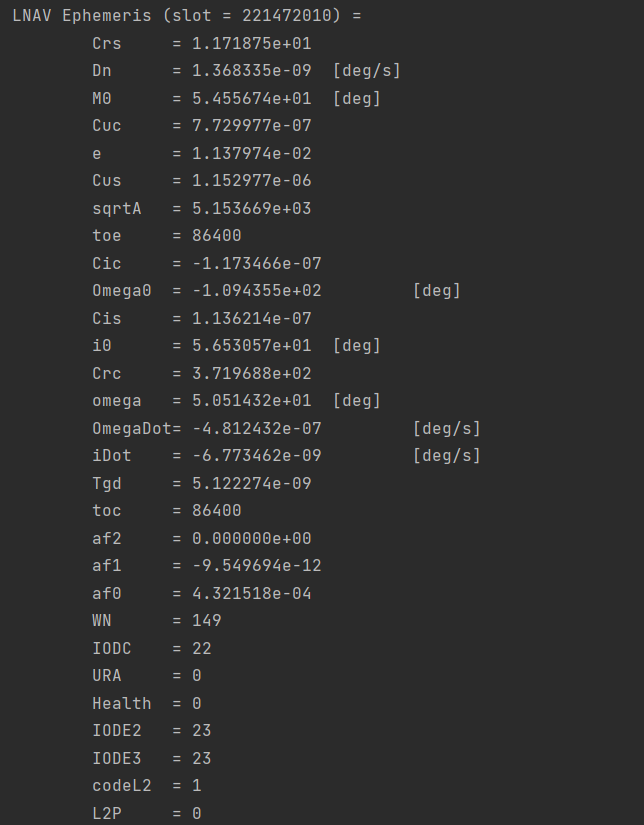 LNAV Ephemeris (slot = 221472010) =
Crs = 1.171875e+01
Dn = 1.368335e-09 [deg/s]
M0 = 5.455674e+01 [deg]
Cuc = 7.729977e-07
e = 1.137974e-02
Cus = 1.152977e-06
sqrtA = 5.153669e+03
toe = 86400
Cic = -1.173466e-07
Omega0 = -1.094355e+02 [deg]
Cis = 1.136214e-07
i0 = 5.653057e+01 [deg]
Crc = 3.719688e+02
omega = 5.051432e+01 [deg]
OmegaDot= -4.812432e-07 [deg/s]
iDot = -6.773462e-09 [deg/s]
Tgd = 5.122274e-09
toc = 86400
af2 = 0.000000e+00
af1 = -9.549694e-12
af0 = 4.321518e-04
WN = 149
IODC = 22
URA = 0
Health = 0
IODE2 = 23
IODE3 = 23
codeL2 = 1
L2P = 0